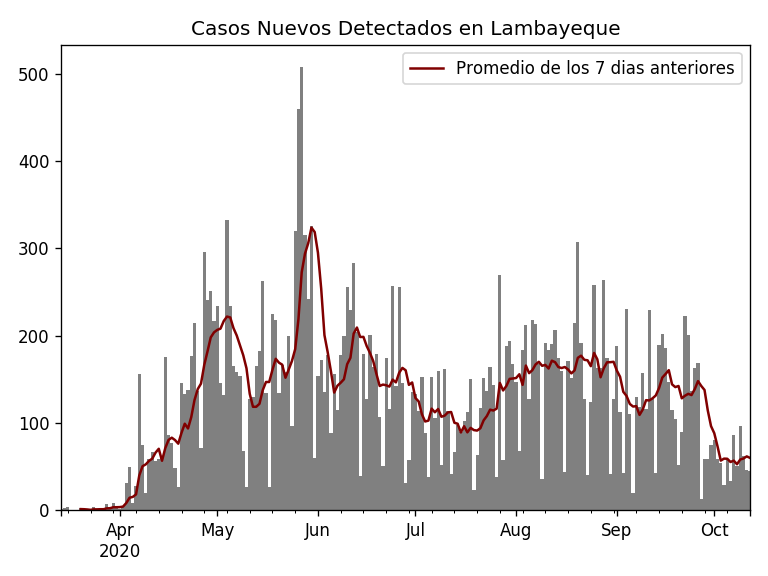 Casos Nuevos Detectados en Lambayeque
Promedio de los 7 dias anteriores
500
400
300
200
100
0
Apr
2020
May
Jun
Jul
Aug
Sep
Oct